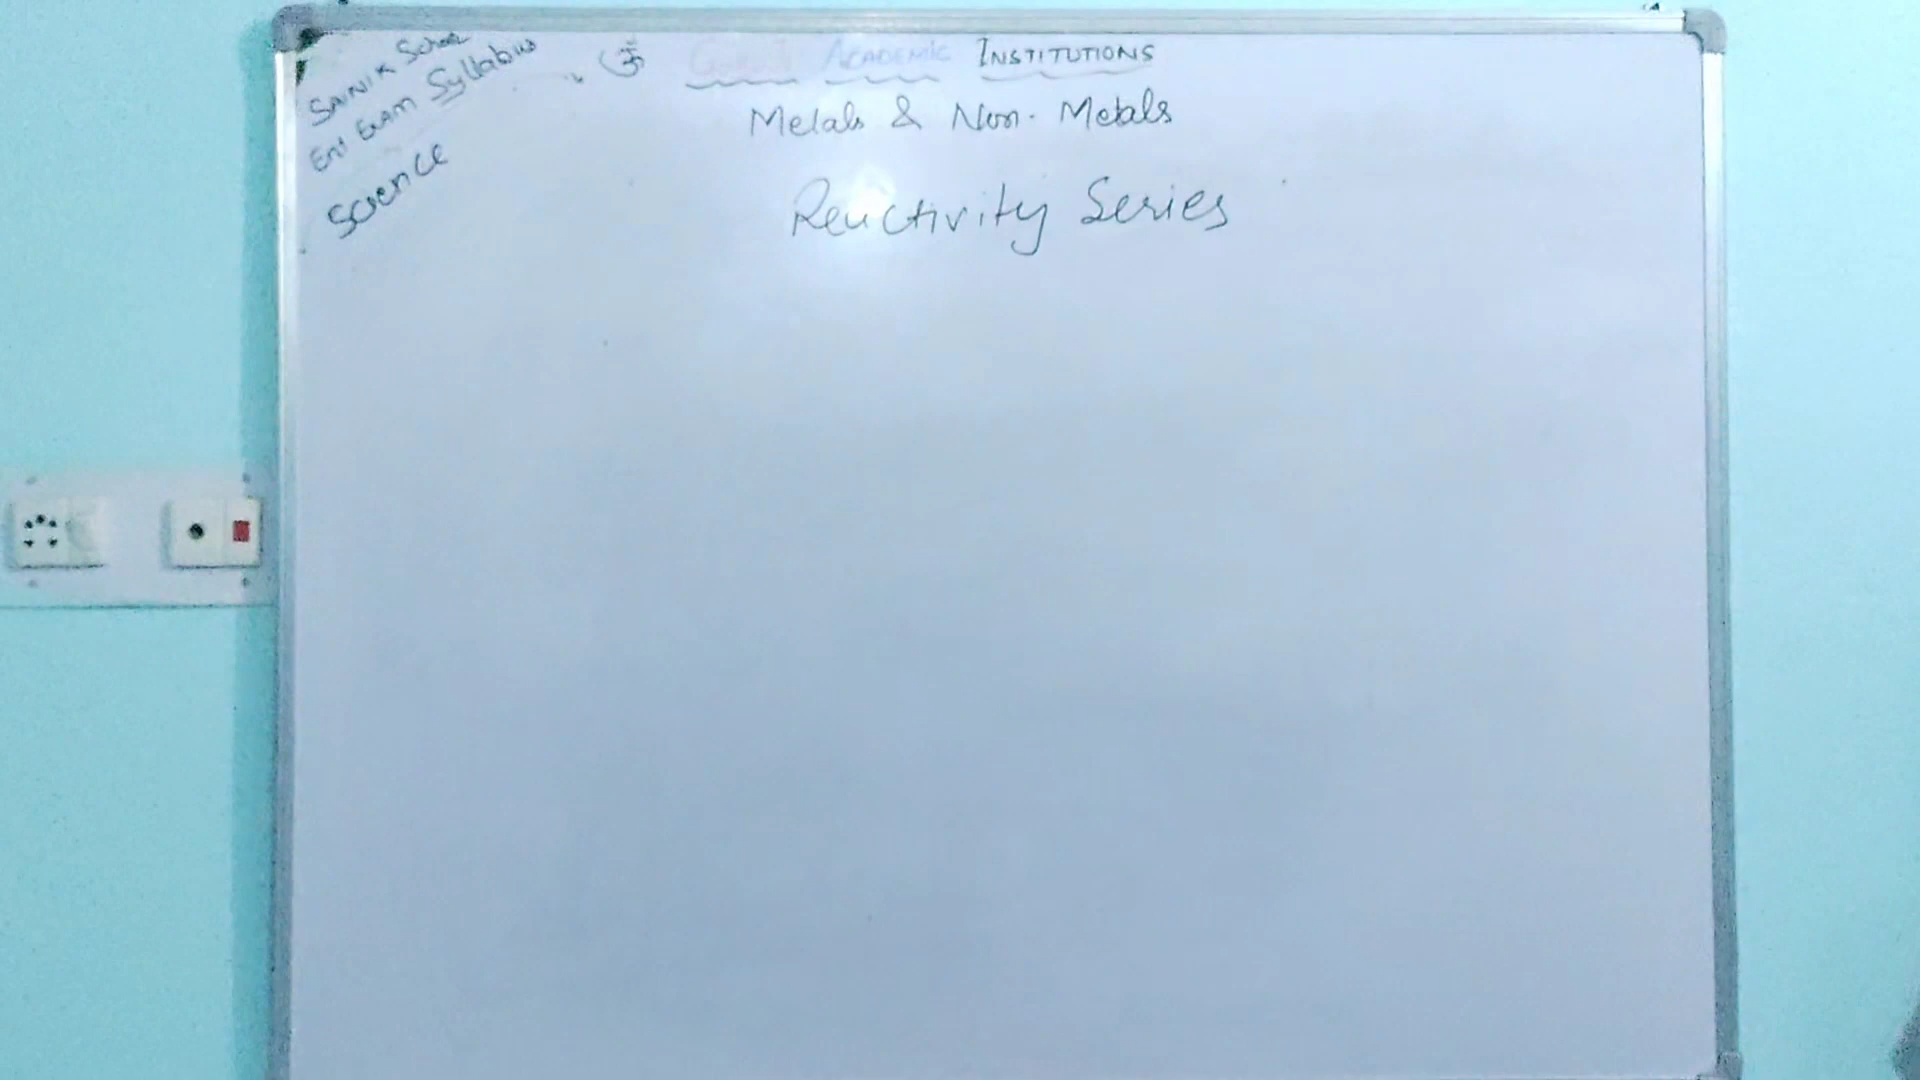 SAINIK School
Ent Exam Syllabus
Science
ॐ
ACADEMIC INSTITUTIONS
Metals & Non-Metals
Reactivity Series